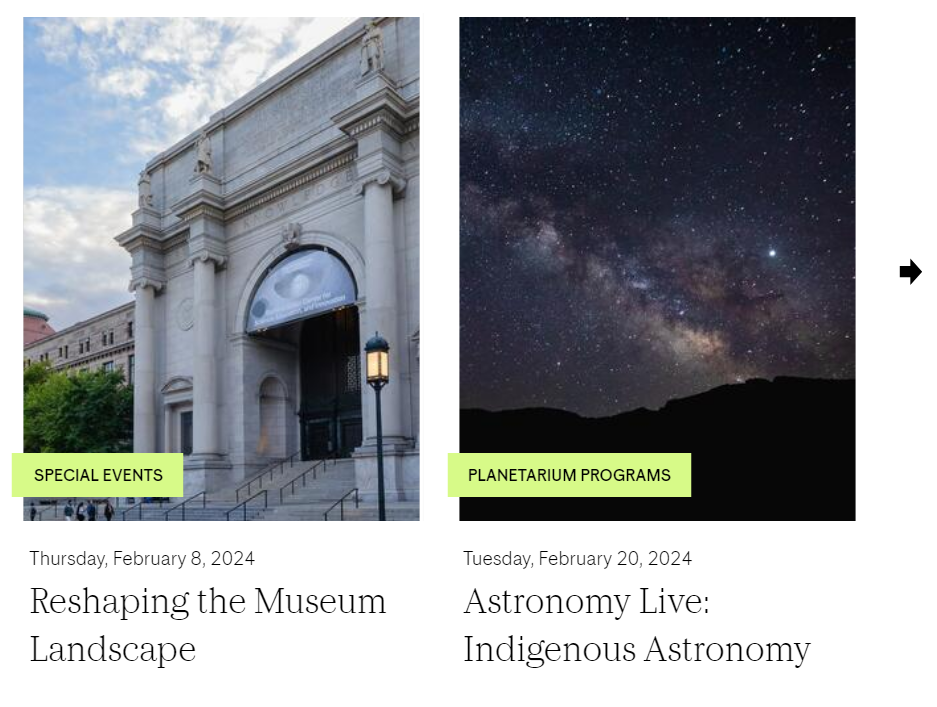 KNOWLEDGE
SPECIAL EVENTS
Thursday, February 8, 2024
Reshaping the Museum
Landscape
PLANETARIUM PROGRAMS
Tuesday, February 20, 2024
Astronomy Live:
Indigenous Astronomy